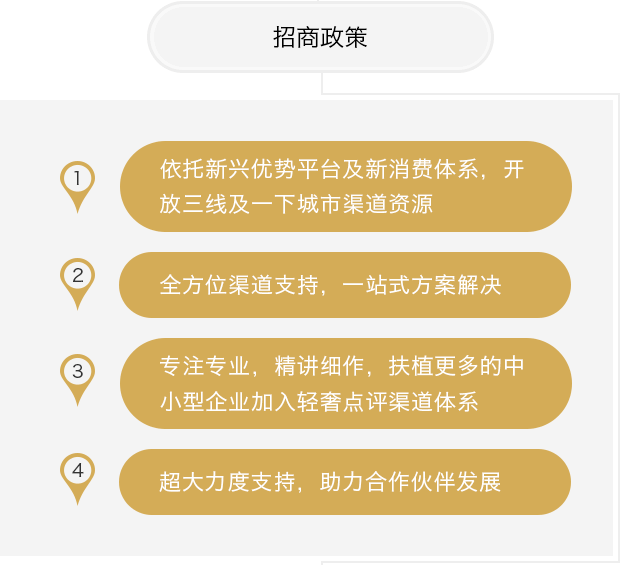 招商政策
1
依托新兴优势平台及新消费体系，开
放三线及一下城市渠道资源
2
全方位渠道支持，一站式方案解决
3
专注专业，精讲细作，扶植更多的中
小型企业加入轻奢点评渠道体系
4
超大力度支持，助力合作伙伴发展